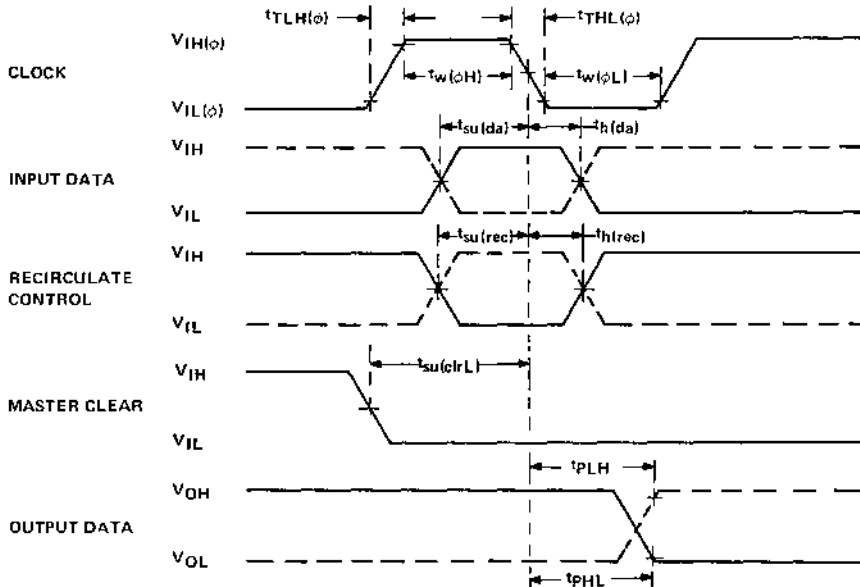 tTLH(ϕ)
tTHL(ϕ)
VIH(ϕ)
CLOCK
tw(ϕH)
tw(ϕL)
VIL(ϕ)
tsu(da)
th(da)
VIH
INPUT DATA
VIL
tsu(rec)
th(rec)
VIH
RECIRCULATE
CONTROL
VIL
tsu(clrL)
VIH
MASTER CLEAR
VIL
tPLH
VOH
OUTPUT DATA
VOL
tPHL